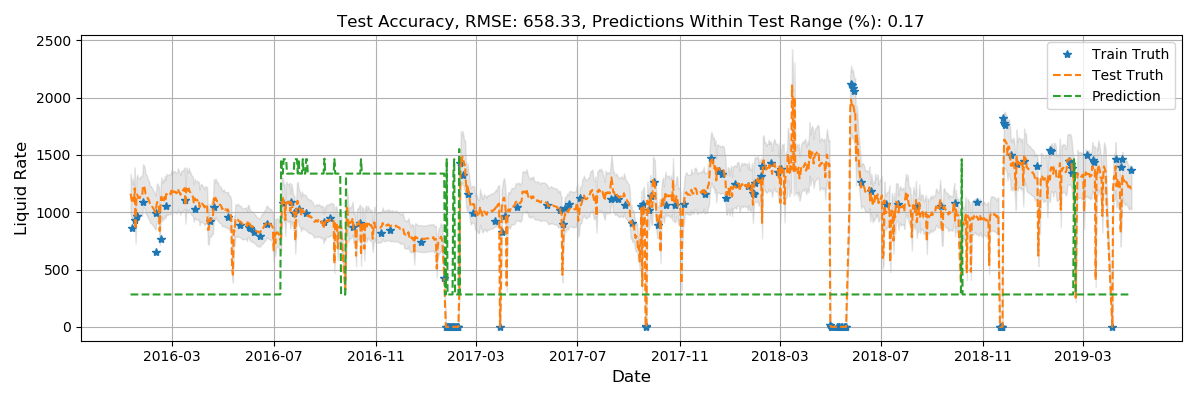 Test Accuracy, RMSE: 658.33, Predictions Within Test Range (%): 0.17
Liquid Rate
2500
2000
1500
1000
500
0
Train Truth
Test Truth
Prediction
2016-03 2016-07 2016-11 2017-03 2017-07 2017-11 2018-03 2018-07 2018-11 2019-03
Date